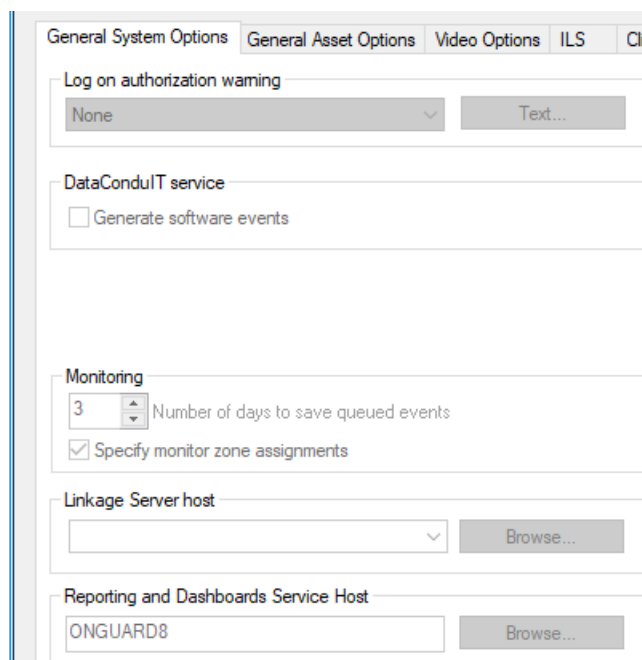 General System Options General Asset Options Video Options ILS
Log on authorization warning
None Text...
DataConduIT service
Generate software events
Monitoring
3 Number of days to save queued events
Specify monitor zone assignments
Linkage Server host
Browse...
Reporting and Dashboards Service Host
ONGUARD8 Browse...